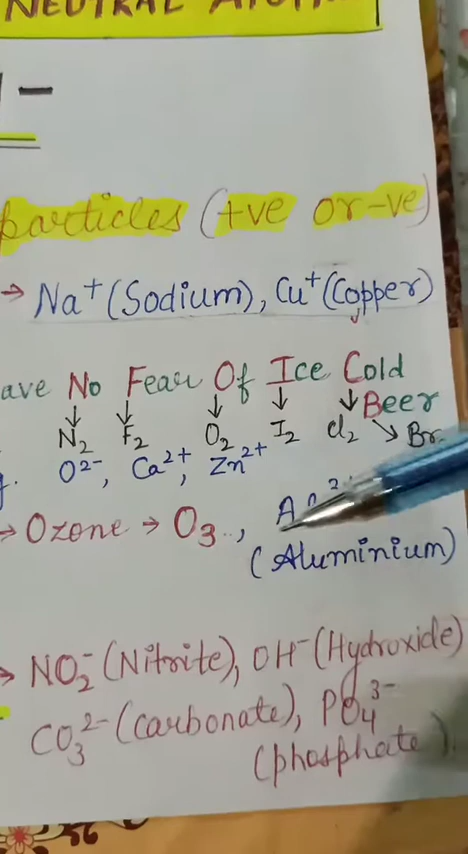 NEUTRAL
particles (+ve or -ve)
→ Na⁺ (Sodium), Cu⁺ (Copper)
ave No Fear Of Ice Cold
Beer
↓ ↓ ↓ ↓ ↓ ↘
N₂ F₂ O₂ I₂ Cl₂ Br
O²⁻, Ca²⁺, Zn²⁺
→ Ozone → O₃,
(Aluminium)
→ NO₂⁻ (Nitrite), OH⁻ (Hydroxide)
CO₃²⁻ (Carbonate), PO₄³⁻
(phosphate).